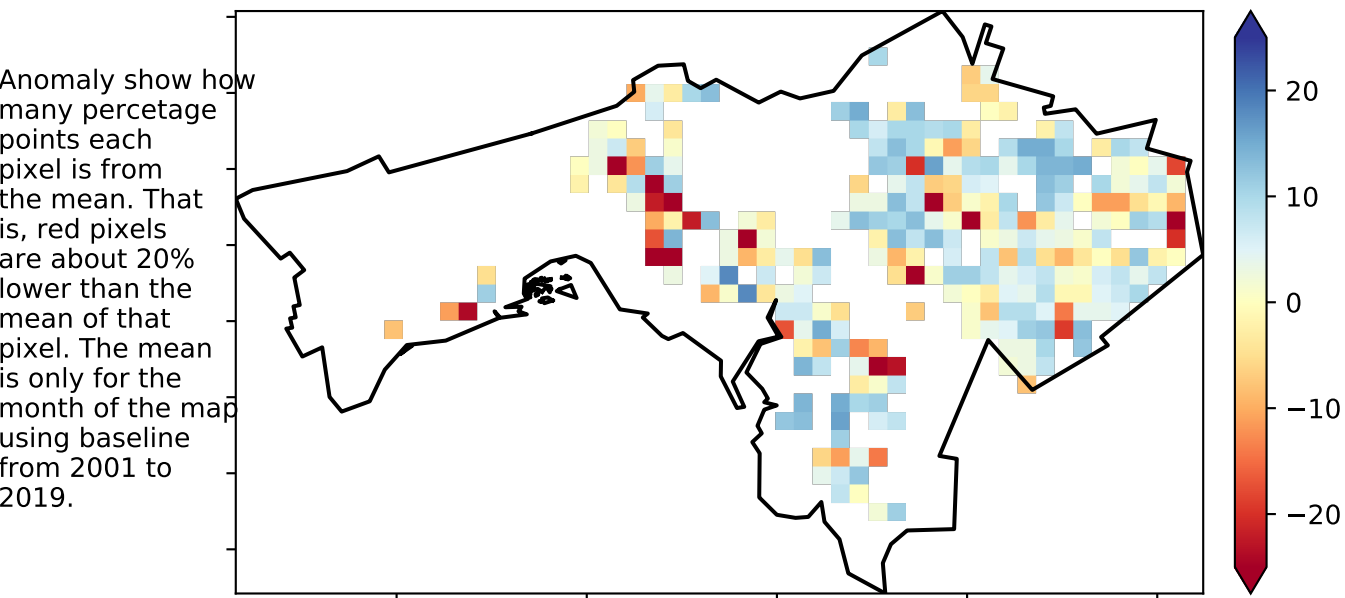 Anomaly show how
many percetage
points each
pixel is from
the mean. That
is, red pixels
are about 20%
lower than the
mean of that
pixel. The mean
is only for the
month of the map
using baseline
from 2001 to
2019.
20
10
0
−10
−20